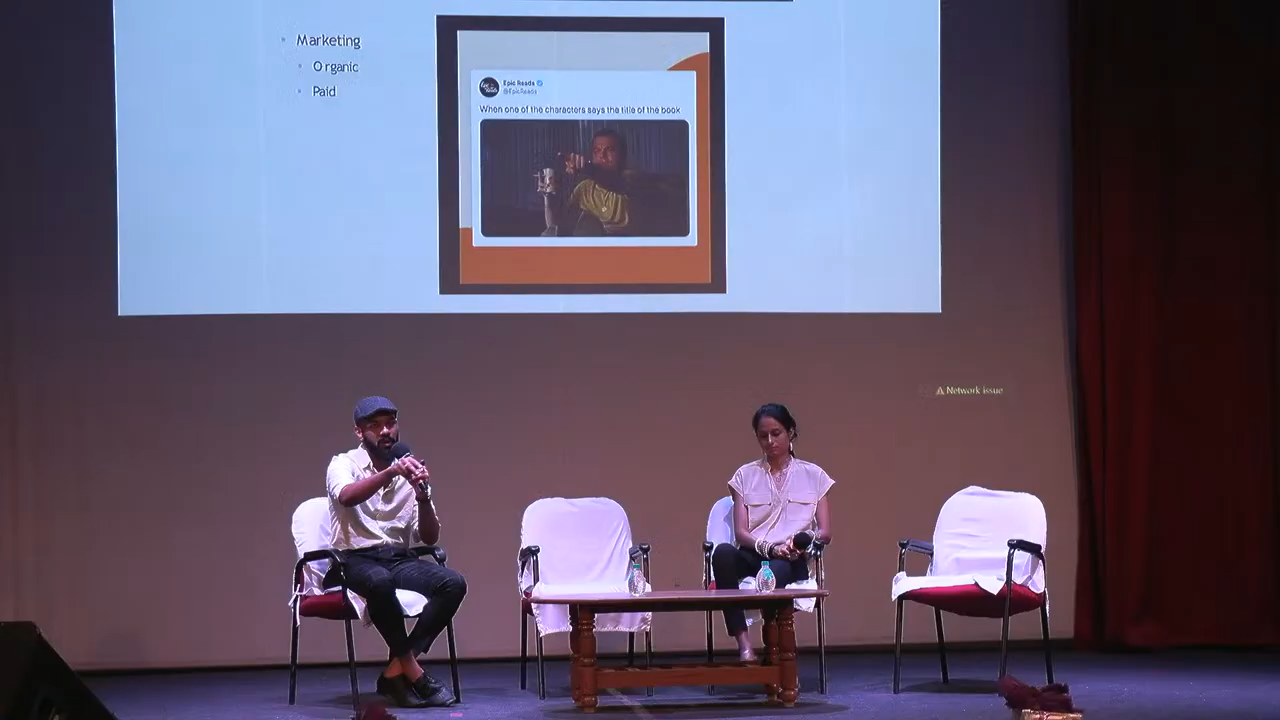 Marketing
Organic
Paid
Epic Reads
@EpicReads
When one of the characters says the title of the book
Network issue